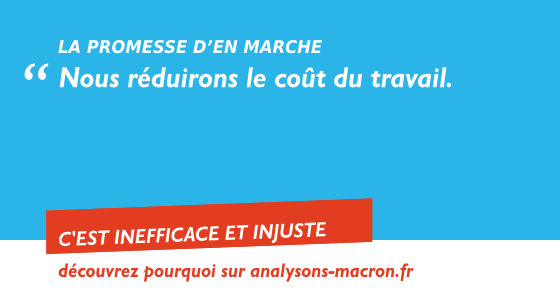 LA PROMESSE D’EN MARCHE
“ Nous réduirons le coût du travail.
C'EST INEFFICACE ET INJUSTE
découvrez pourquoi sur analysons-macron.fr